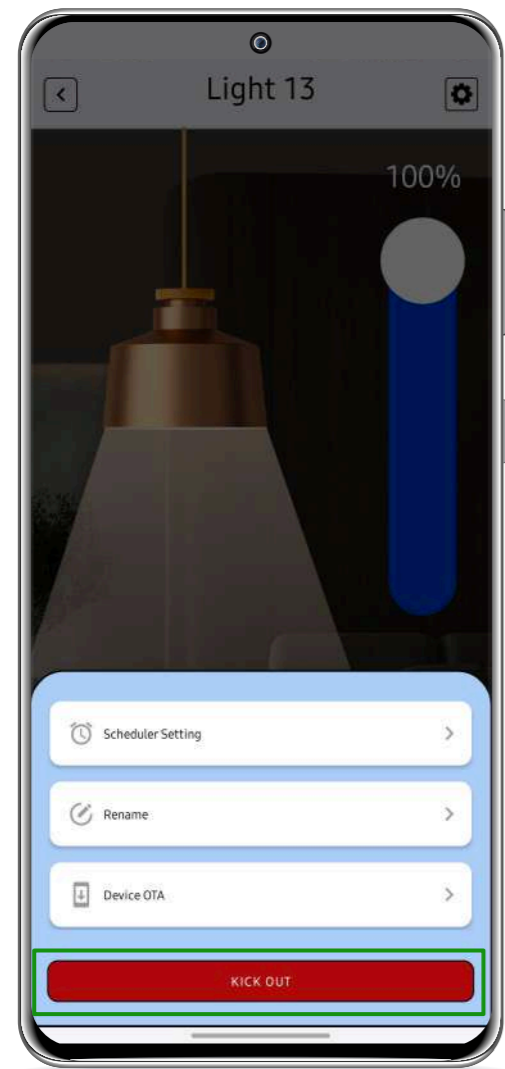 Light 13
100%
Scheduler Setting
Rename
Device OTA
KICK OUT